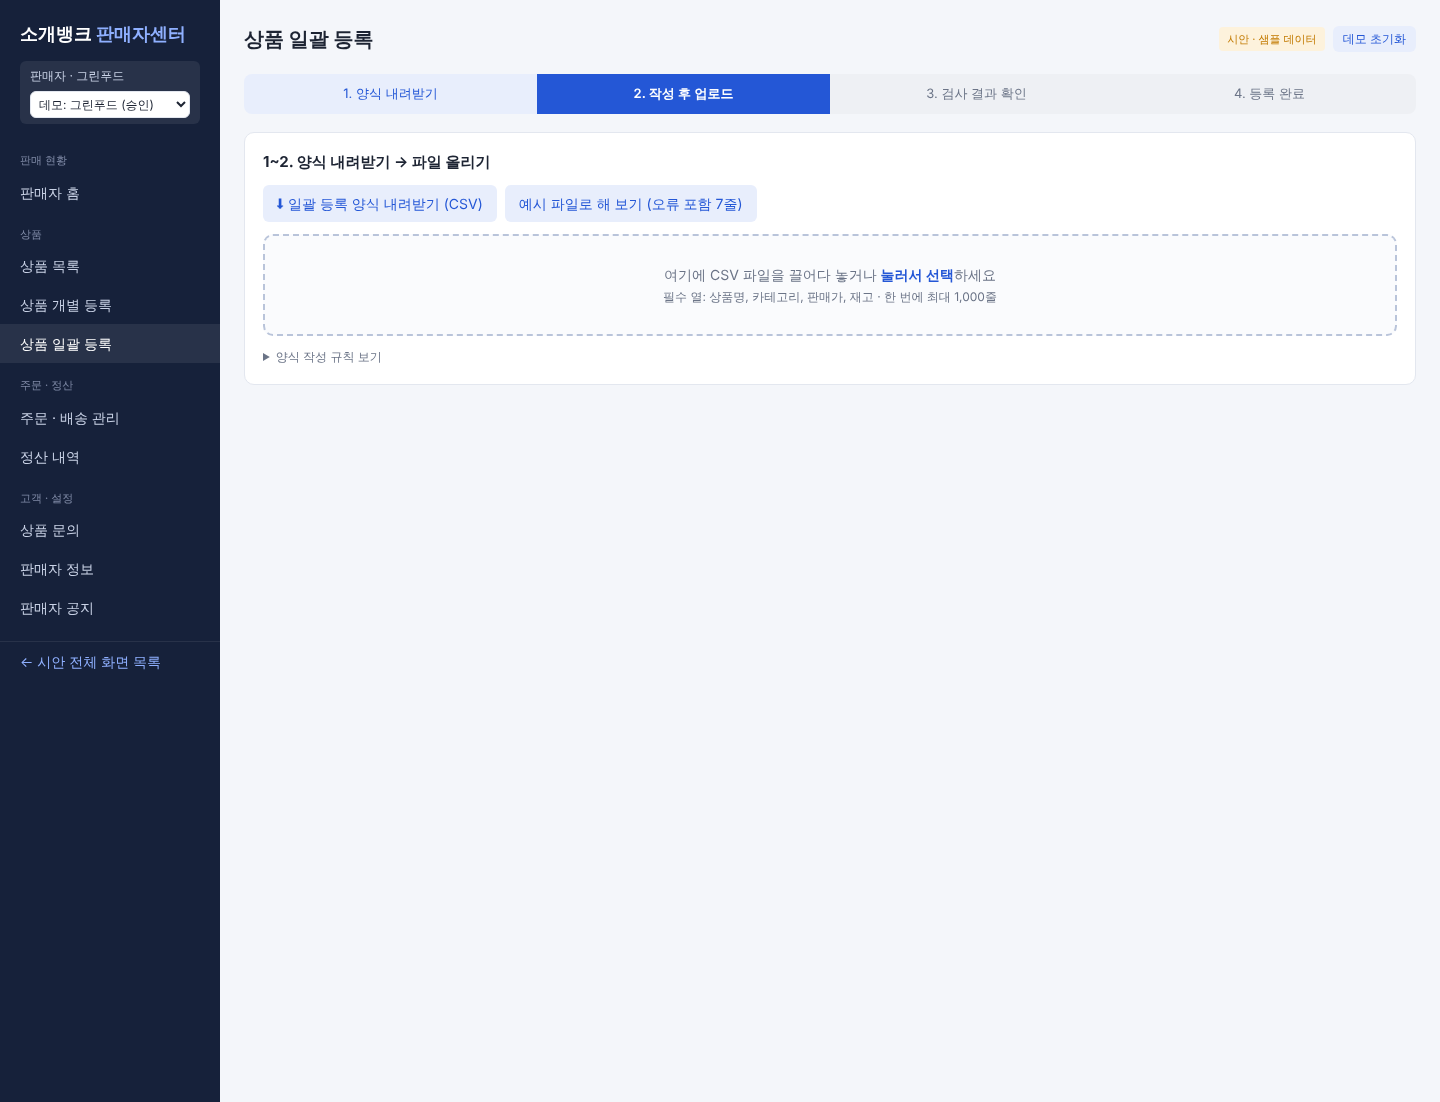 소개뱅크 판매자센터
판매자 · 그린푸드
데모: 그린푸드 (승인)
판매 현황
판매자 홈
상품
상품 목록
상품 개별 등록
상품 일괄 등록
주문 · 정산
주문 · 배송 관리
정산 내역
고객 · 설정
상품 문의
판매자 정보
판매자 공지
← 시안 전체 화면 목록
상품 일괄 등록
시안 · 샘플 데이터
데모 초기화
1. 양식 내려받기
2. 작성 후 업로드
3. 검사 결과 확인
4. 등록 완료
1~2. 양식 내려받기 → 파일 올리기
⬇ 일괄 등록 양식 내려받기 (CSV)
예시 파일로 해 보기 (오류 포함 7줄)
여기에 CSV 파일을 끌어다 놓거나 눌러서 선택하세요
필수 열: 상품명, 카테고리, 판매가, 재고 · 한 번에 최대 1,000줄
▶ 양식 작성 규칙 보기